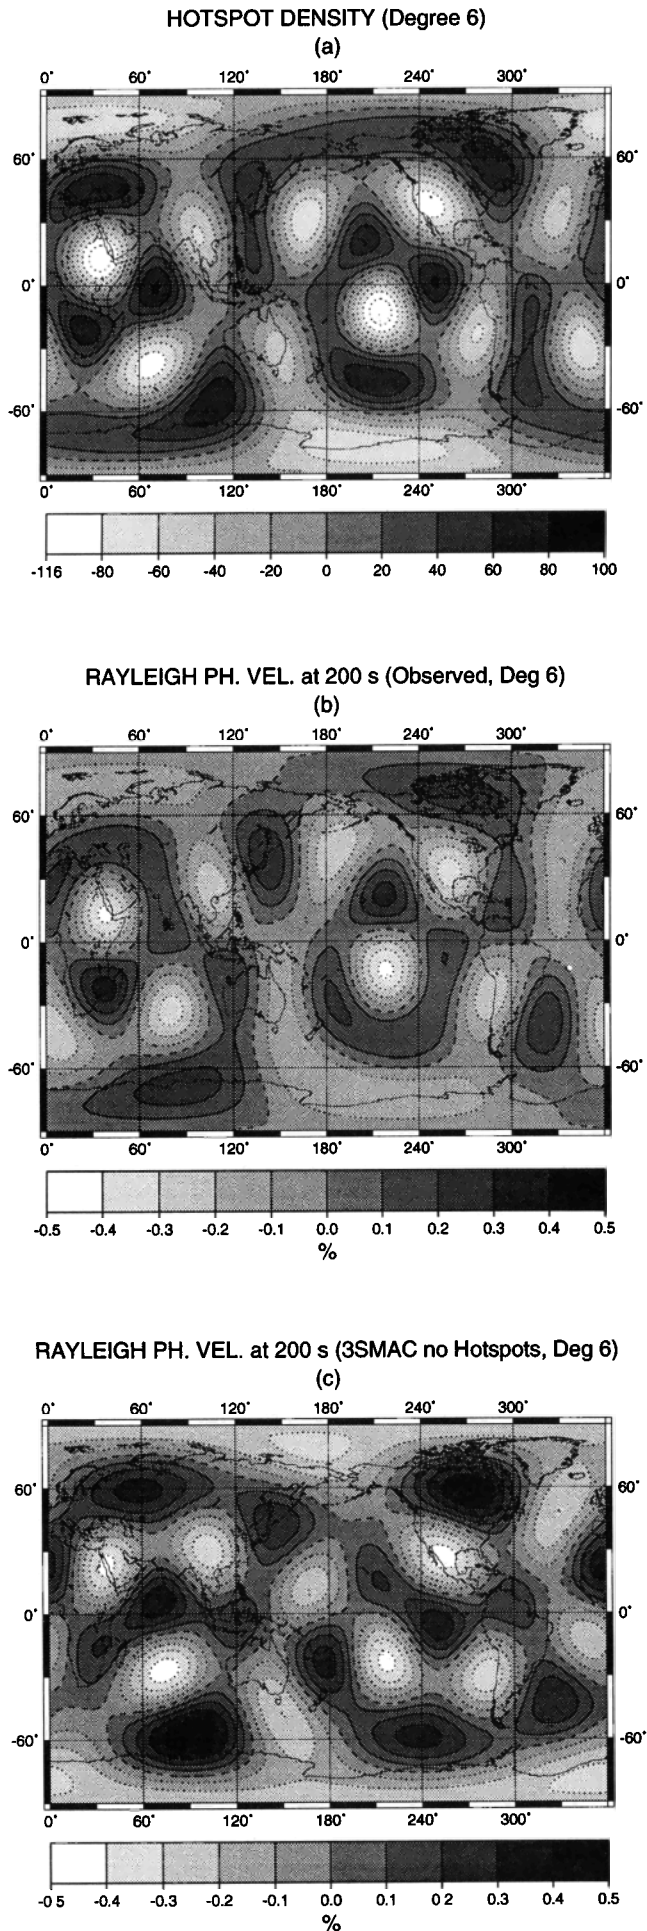 HOTSPOT DENSITY (Degree 6)
(a)
0˚ 60˚ 120˚ 180˚ 240˚ 300˚
60˚ 60˚
0˚ 0˚
-60˚ -60˚
0˚ 60˚ 120˚ 180˚ 240˚ 300˚
-116 -80 -60 -40 -20 0 20 40 60 80 100
RAYLEIGH PH. VEL. at 200 s (Observed, Deg 6)
(b)
0˚ 60˚ 120˚ 180˚ 240˚ 300˚
60˚ 60˚
0˚ 0˚
-60˚ -60˚
0˚ 60˚ 120˚ 180˚ 240˚ 300˚
-0.5 -0.4 -0.3 -0.2 -0.1 0.0 0.1 0.2 0.3 0.4 0.5
%
RAYLEIGH PH. VEL. at 200 s (3SMAC no Hotspots, Deg 6)
(c)
0˚ 60˚ 120˚ 180˚ 240˚ 300˚
60˚ 60˚
0˚ 0˚
-60˚ -60˚
0˚ 60˚ 120˚ 180˚ 240˚ 300˚
-0 5 -0.4 -0.3 -0.2 -0.1 0.0 0.1 0 2 0.3 0.4 0.5
%